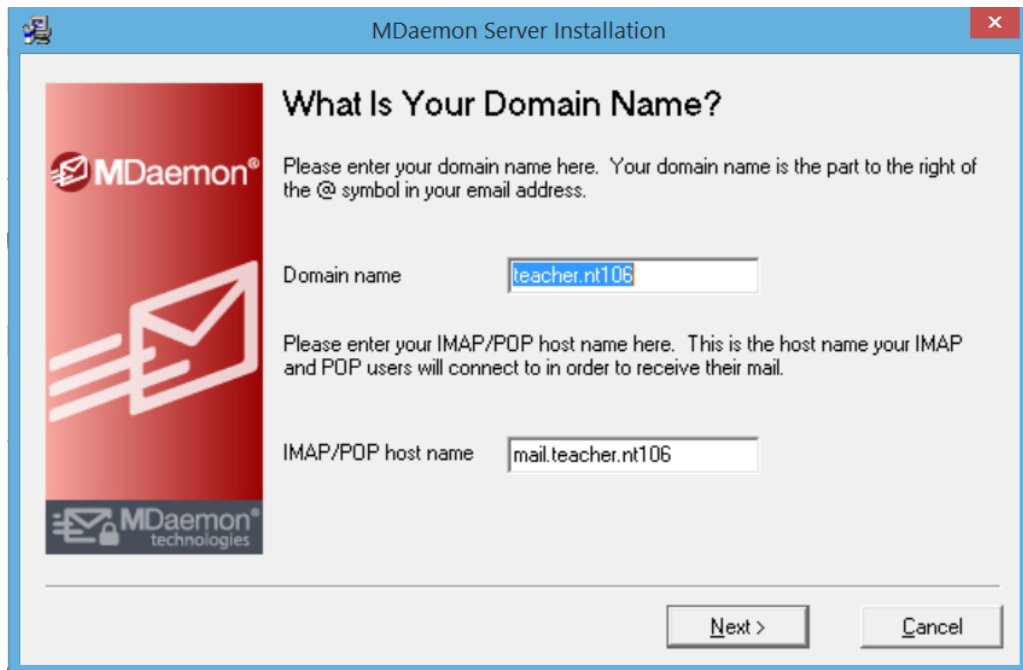 MDaemon Server Installation
MDaemon®
What Is Your Domain Name?
Please enter your domain name here.  Your domain name is the part to the right of
the @ symbol in your email address.
Domain name
teacher.nt106
Please enter your IMAP/POP host name here.  This is the host name your IMAP
and POP users will connect to in order to receive their mail.
IMAP/POP host name
mail.teacher.nt106
MDaemon®
technologies
Next >
Cancel